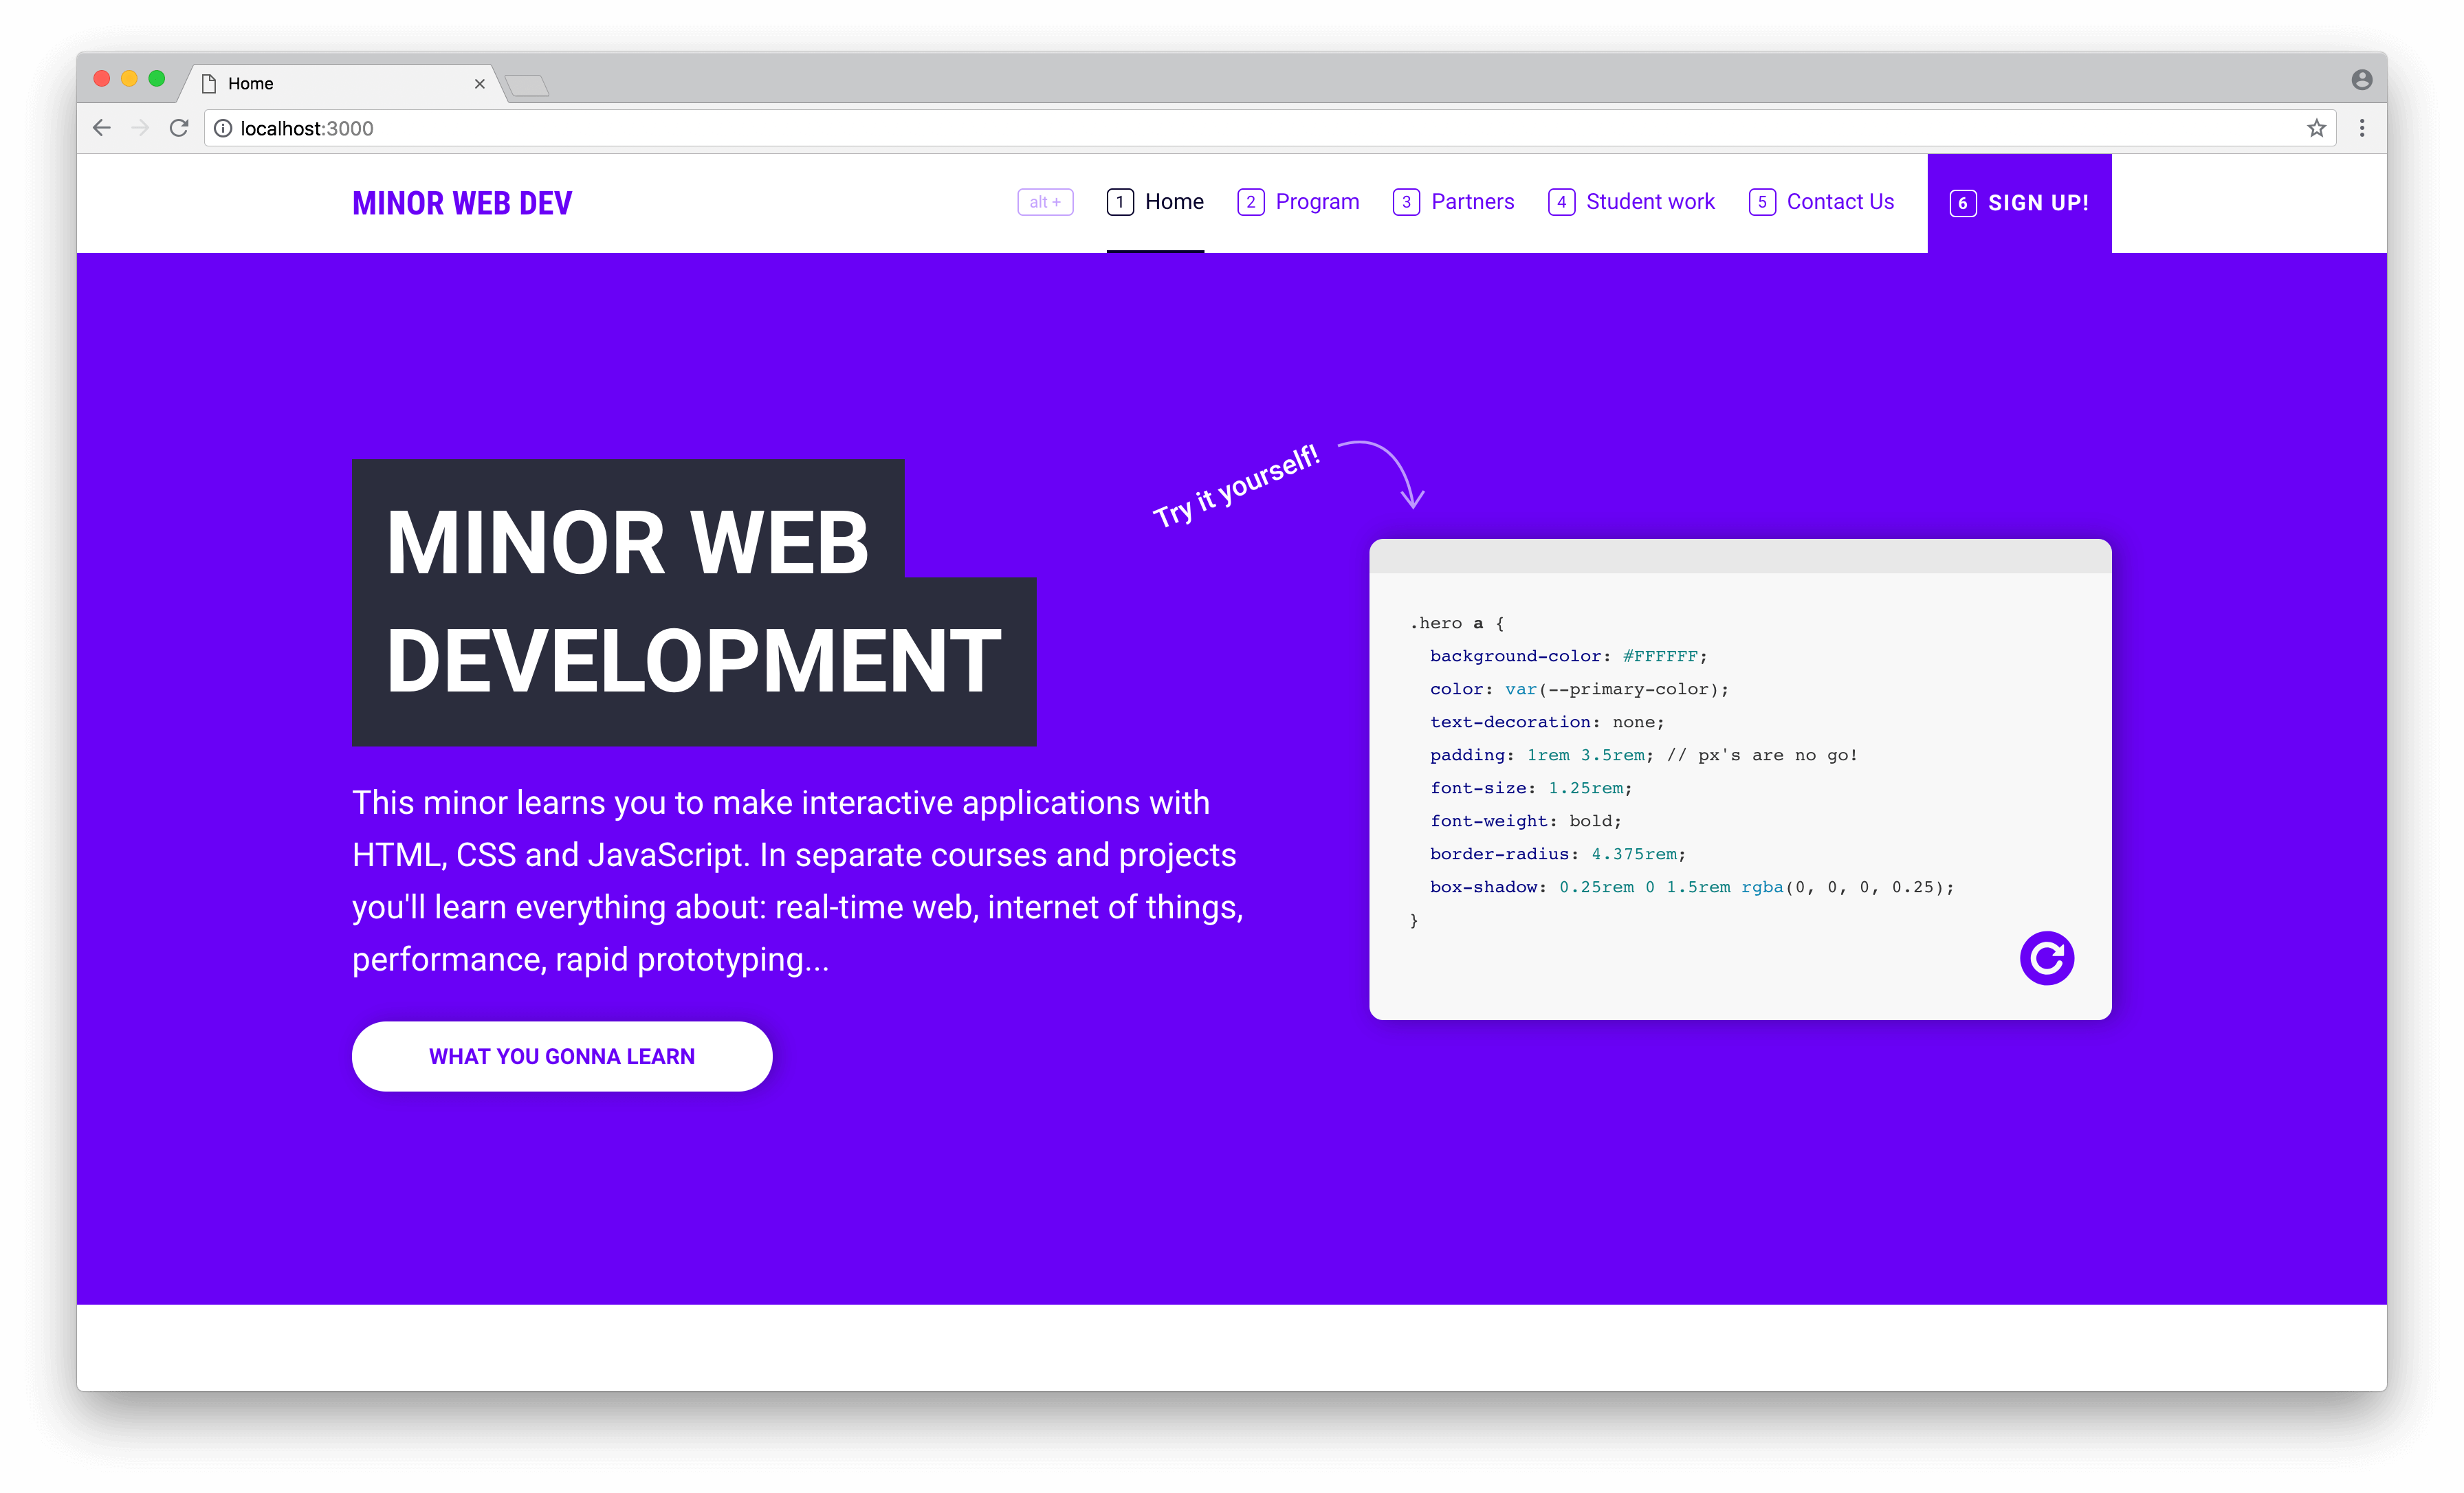 Home
localhost:3000
MINOR WEB DEV
alt + 1 Home 2 Program 3 Partners 4 Student work 5 Contact Us 6 SIGN UP!
MINOR WEB
DEVELOPMENT
This minor learns you to make interactive applications with
HTML, CSS and JavaScript. In separate courses and projects
you'll learn everything about: real-time web, internet of things,
performance, rapid prototyping...
WHAT YOU GONNA LEARN
Try it yourself!
.hero a {
  background-color: #FFFFFF;
  color: var(--primary-color);
  text-decoration: none;
  padding: 1rem 3.5rem; // px's are no go!
  font-size: 1.25rem;
  font-weight: bold;
  border-radius: 4.375rem;
  box-shadow: 0.25rem 0 1.5rem rgba(0, 0, 0, 0.25);
}